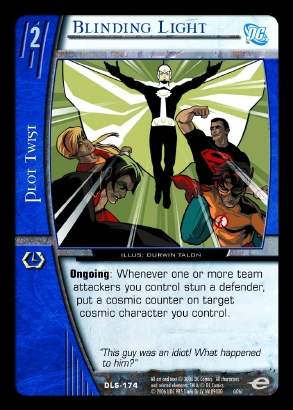 2
BLINDING LIGHT
DC
PLOT TWIST
ILLUS: DURWIN TALON
Ongoing: Whenever one or more team
attackers you control stun a defender,
put a cosmic counter on target
cosmic character you control.
"This guy was an idiot! What happened
to him?"
DLS-174